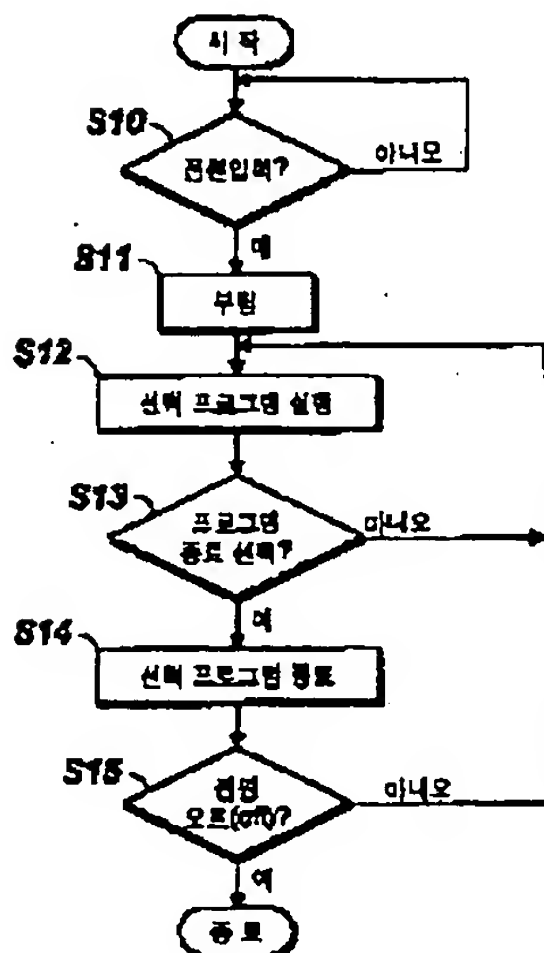 시 작
S10
전원입력?
아니오
예
S11
부팅
S12
선택 프로그램 실행
S13
프로그램
종료 선택?
아니오
예
S14
선택 프로그램 종료
S15
전원
오프(off)?
아니오
예
종 료